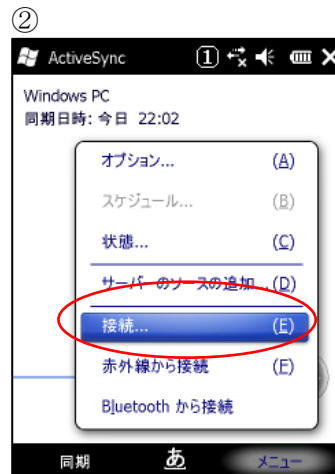 ②
ActiveSync
1
Windows PC
同期日時: 今日 22:02
オプション... (A)
スケジュール... (B)
状態... (C)
サーバーのソースの追加... (D)
接続... (E)
赤外線から接続 (F)
Bluetooth から接続
同期 あ メニュー